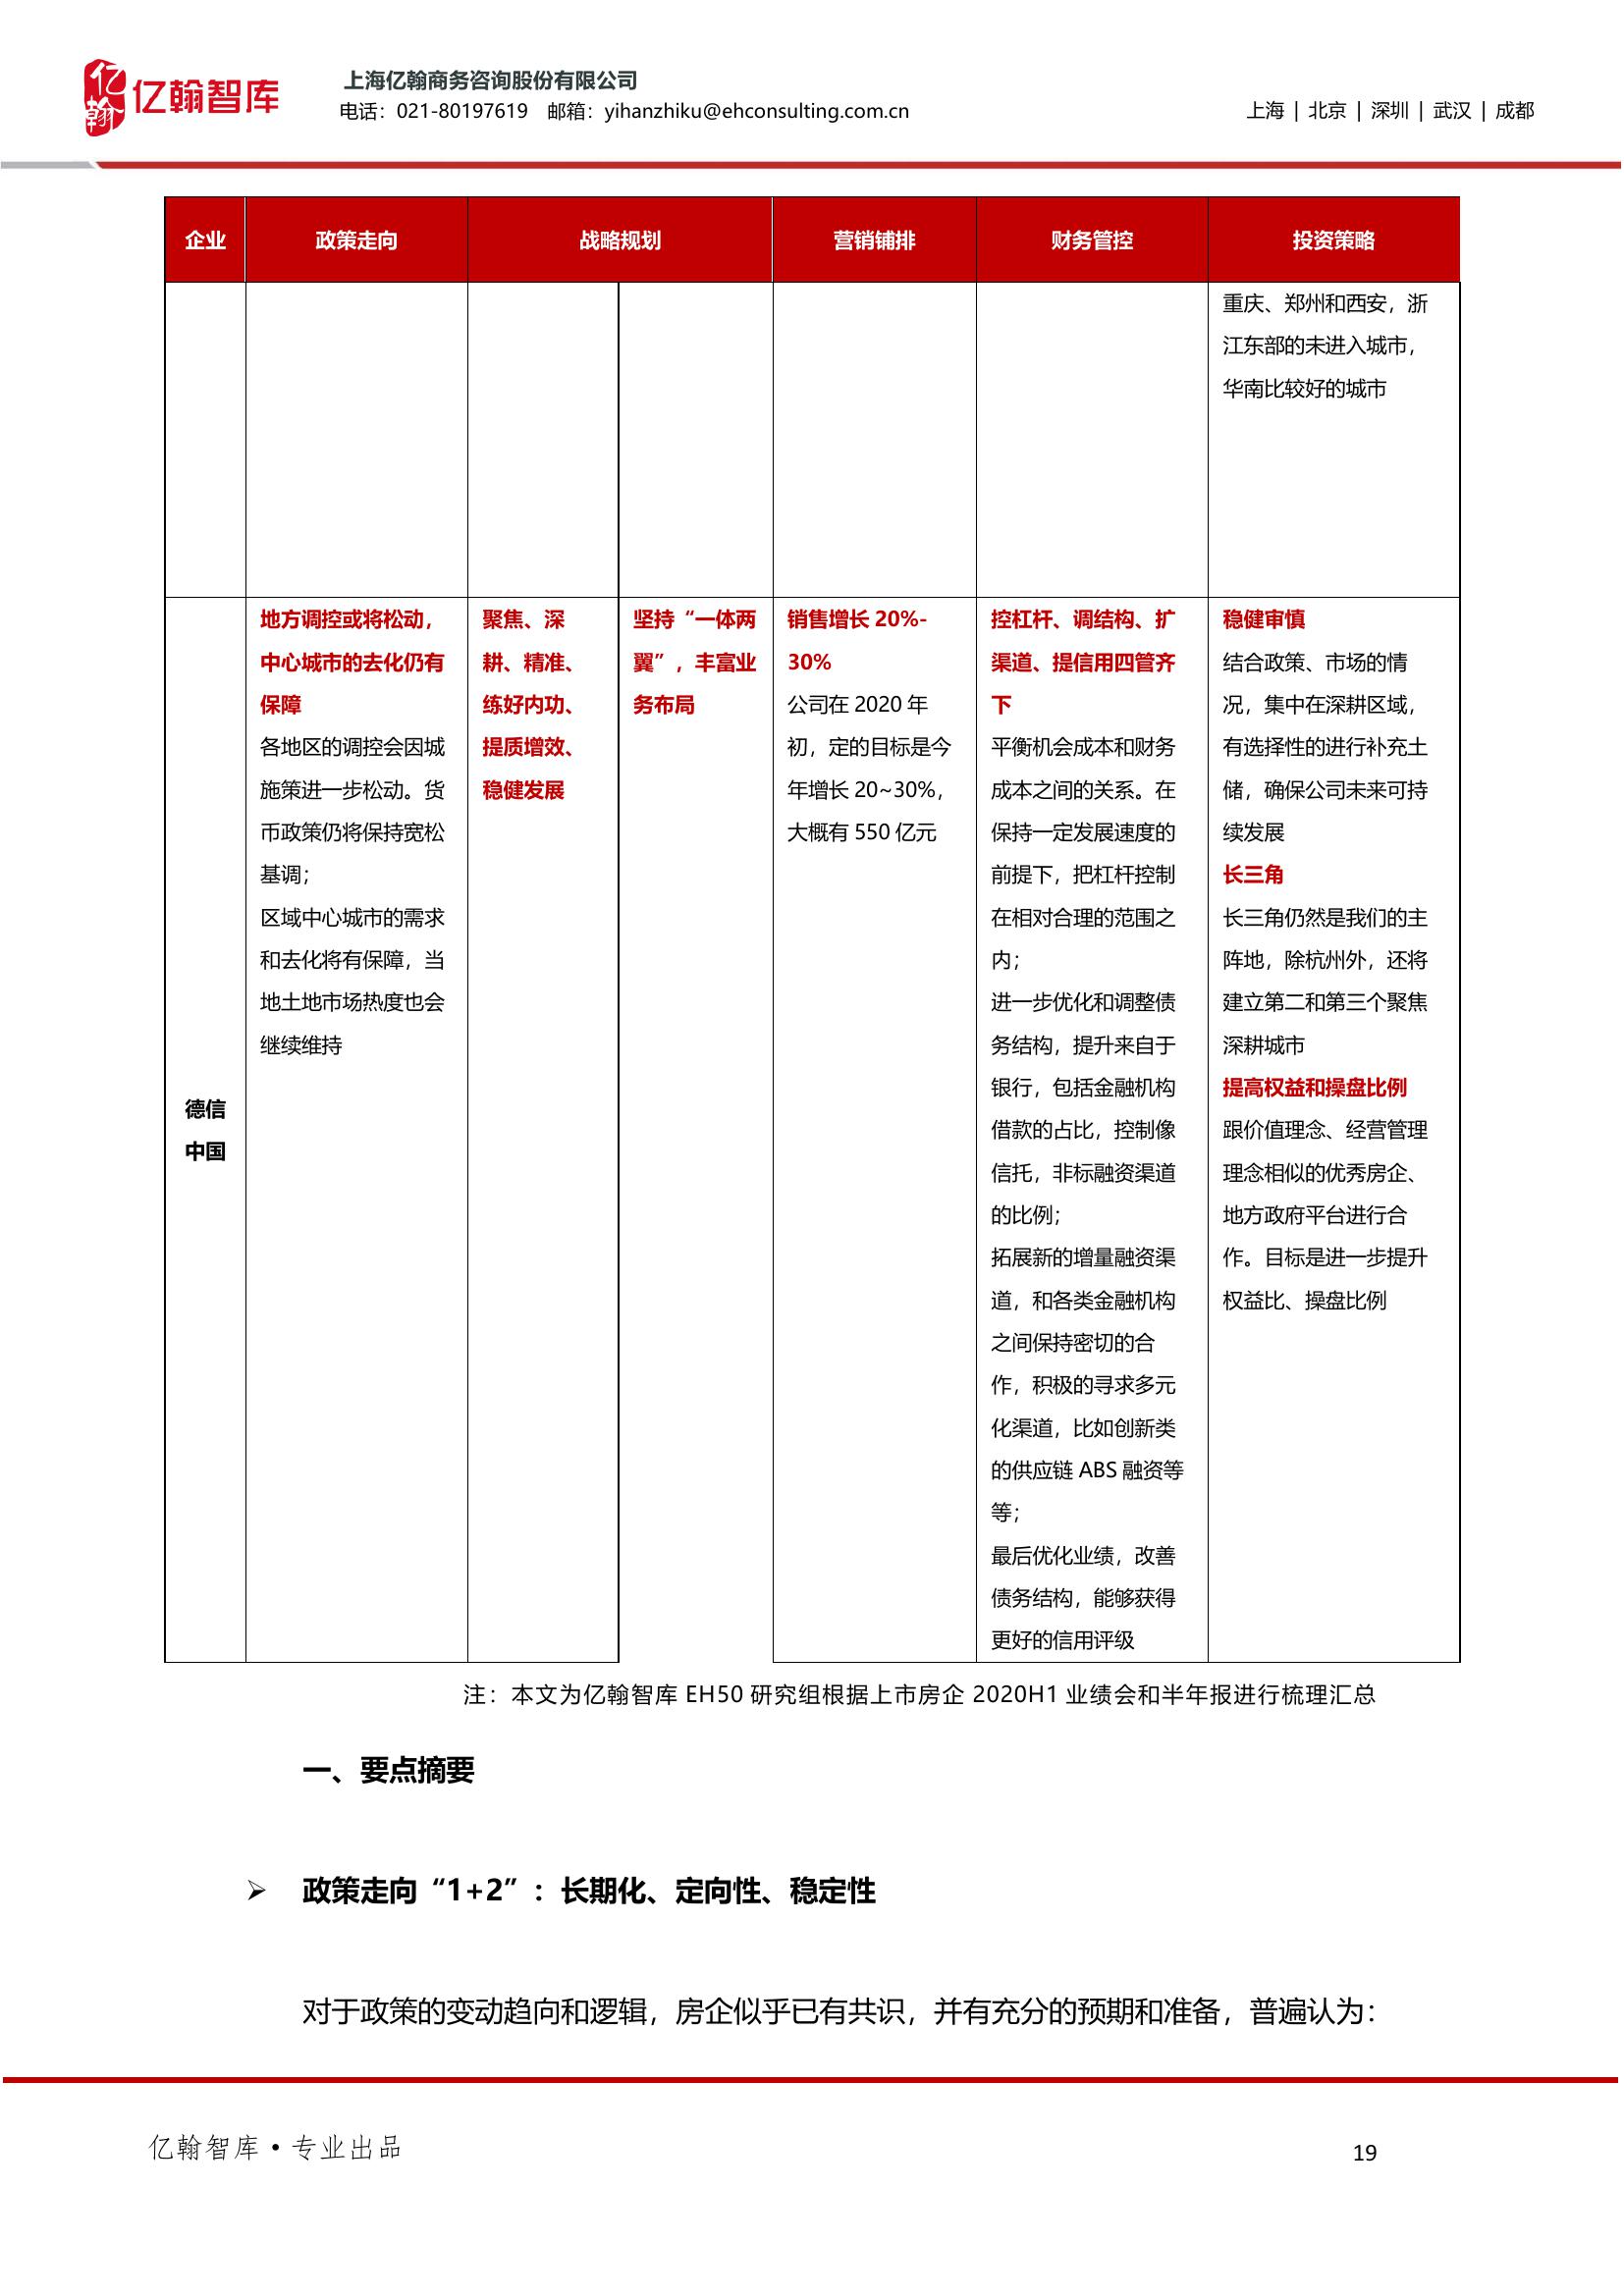 亿翰
亿翰智库
上海亿翰商务咨询股份有限公司
电话：021-80197619 邮箱：yihanzhiku@ehconsulting.com.cn
上海 | 北京 | 深圳 | 武汉 | 成都
企业 政策走向 战略规划 营销铺排 财务管控 投资策略
重庆、郑州和西安，浙
江东部的未进入城市，
华南比较好的城市
德信
中国
地方调控或将松动，
中心城市的去化仍有
保障
各地区的调控会因城
施策进一步松动。货
币政策仍将保持宽松
基调；
区域中心城市的需求
和去化将有保障，当
地土地市场热度也会
继续维持
聚焦、深
耕、精准、
练好内功、
提质增效、
稳健发展
坚持“一体两
翼”，丰富业
务布局
销售增长 20%-
30%
公司在 2020 年
初，定的目标是今
年增长 20~30%，
大概有 550 亿元
控杠杆、调结构、扩
渠道、提信用四管齐
下
平衡机会成本和财务
成本之间的关系。在
保持一定发展速度的
前提下，把杠杆控制
在相对合理的范围之
内；
进一步优化和调整债
务结构，提升来自于
银行，包括金融机构
借款的占比，控制像
信托，非标融资渠道
的比例；
拓展新的增量融资渠
道，和各类金融机构
之间保持密切的合
作，积极的寻求多元
化渠道，比如创新类
的供应链 ABS 融资等
等；
最后优化业绩，改善
债务结构，能够获得
更好的信用评级
稳健审慎
结合政策、市场的情
况，集中在深耕区域，
有选择性的进行补充土
储，确保公司未来可持
续发展
长三角
长三角仍然是我们的主
阵地，除杭州外，还将
建立第二和第三个聚焦
深耕城市
提高权益和操盘比例
跟价值理念、经营管理
理念相似的优秀房企、
地方政府平台进行合
作。目标是进一步提升
权益比、操盘比例
注：本文为亿翰智库 EH50 研究组根据上市房企 2020H1 业绩会和半年报进行梳理汇总
一、要点摘要
➢ 政策走向“1+2”：长期化、定向性、稳定性
对于政策的变动趋向和逻辑，房企似乎已有共识，并有充分的预期和准备，普遍认为：
亿翰智库·专业出品
19